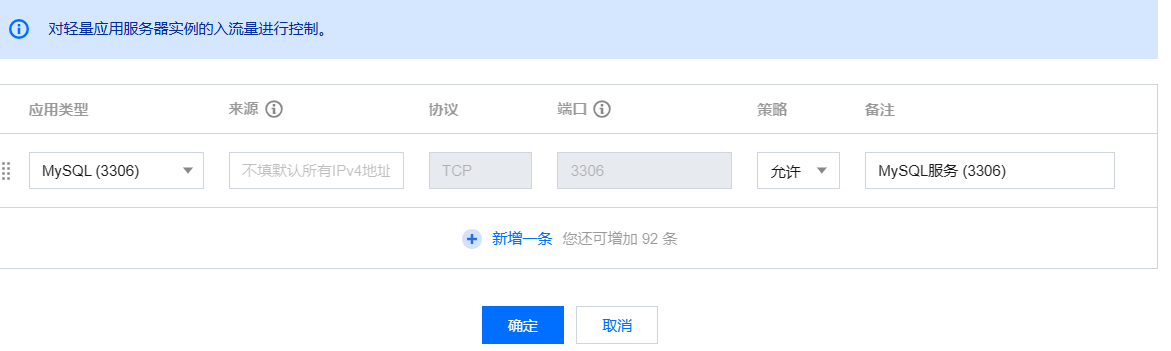 对轻量应用服务器实例的入流量进行控制。
应用类型 来源 协议 端口 策略 备注
MySQL (3306) 不填默认所有IPv4地址 TCP 3306 允许 MySQL服务 (3306)
新增一条 您还可增加 92 条
确定 取消